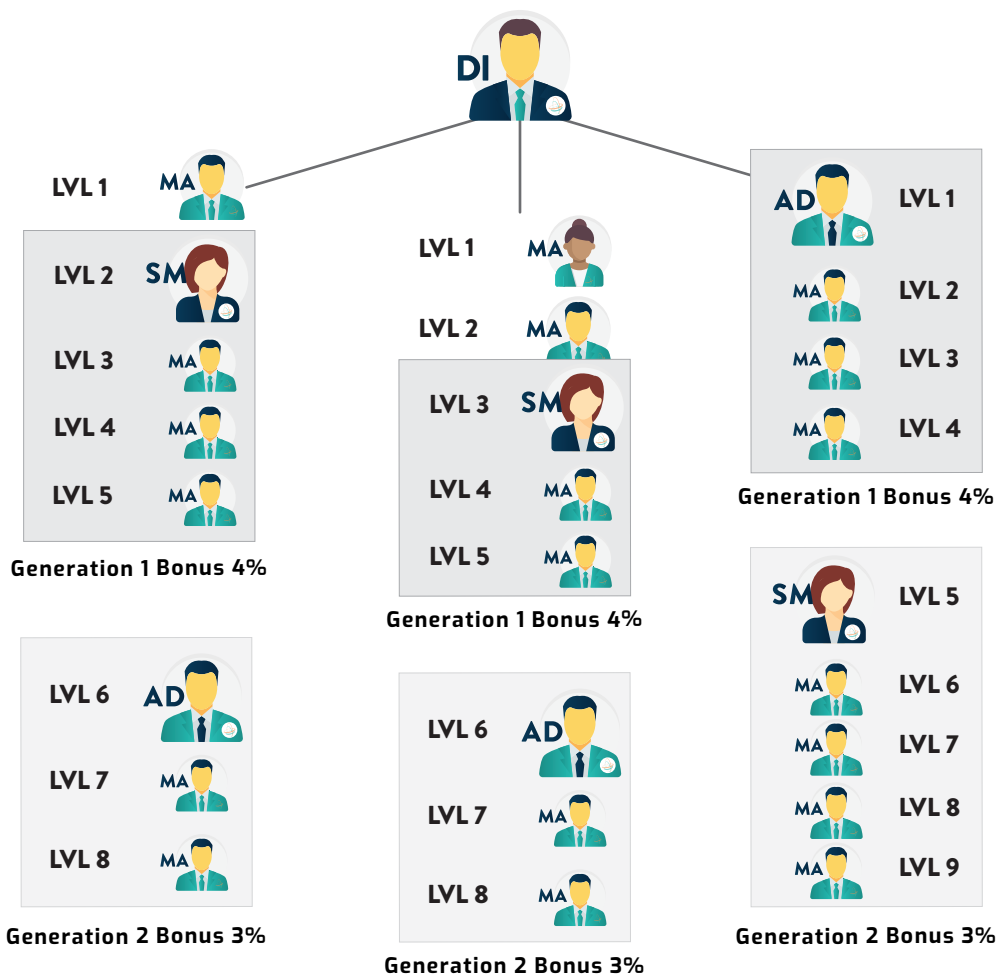 DI
LVL 1 MA
LVL 2 SM
LVL 3 MA
LVL 4 MA
LVL 5 MA
Generation 1 Bonus 4%
LVL 6 AD
LVL 7 MA
LVL 8 MA
Generation 2 Bonus 3%
LVL 1 MA
LVL 2 MA
LVL 3 SM
LVL 4 MA
LVL 5 MA
Generation 1 Bonus 4%
LVL 6 AD
LVL 7 MA
LVL 8 MA
Generation 2 Bonus 3%
AD LVL 1
MA LVL 2
MA LVL 3
MA LVL 4
Generation 1 Bonus 4%
SM LVL 5
MA LVL 6
MA LVL 7
MA LVL 8
MA LVL 9
Generation 2 Bonus 3%